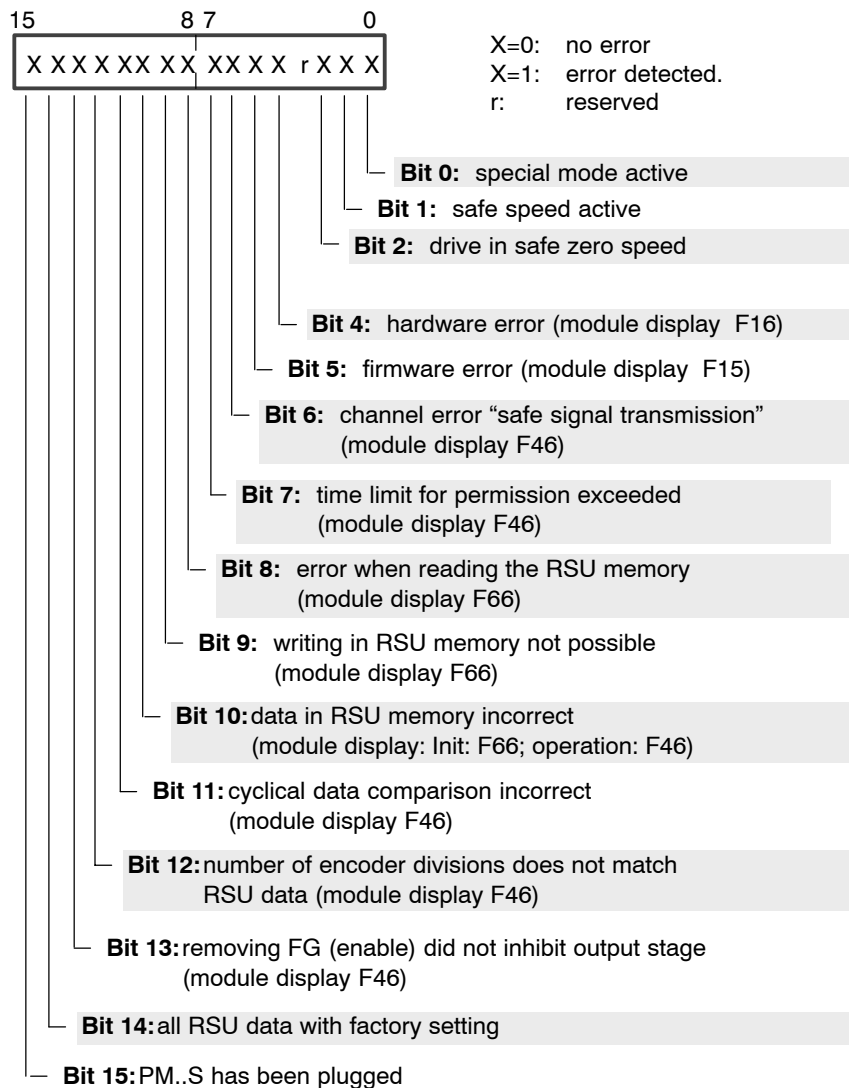 15 8 7 0
X X X X X X X X X X X X r X X X
X=0: no error
X=1: error detected.
r: reserved
Bit 0: special mode active
Bit 1: safe speed active
Bit 2: drive in safe zero speed
Bit 4: hardware error (module display F16)
Bit 5: firmware error (module display F15)
Bit 6: channel error “safe signal transmission”
(module display F46)
Bit 7: time limit for permission exceeded
(module display F46)
Bit 8: error when reading the RSU memory
(module display F66)
Bit 9: writing in RSU memory not possible
(module display F66)
Bit 10: data in RSU memory incorrect
(module display: Init: F66; operation: F46)
Bit 11: cyclical data comparison incorrect
(module display F46)
Bit 12: number of encoder divisions does not match
RSU data (module display F46)
Bit 13: removing FG (enable) did not inhibit output stage
(module display F46)
Bit 14: all RSU data with factory setting
Bit 15: PM..S has been plugged